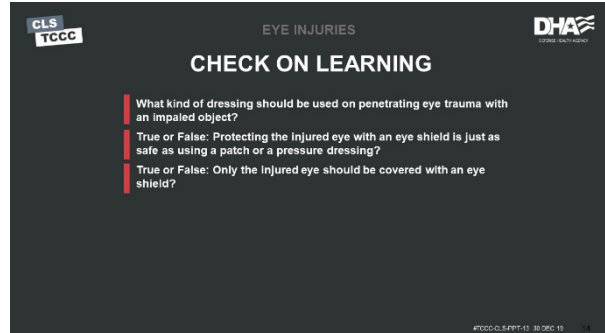 CLS
TCCC
EYE INJURIES
DHA
DEFENSE HEALTH AGENCY
CHECK ON LEARNING
What kind of dressing should be used on penetrating eye trauma with
an impaled object?
True or False: Protecting the injured eye with an eye shield is just as
safe as using a patch or a pressure dressing?
True or False: Only the injured eye should be covered with an eye
shield?
#TCCC-CLS-PPT-13 30 DEC 19